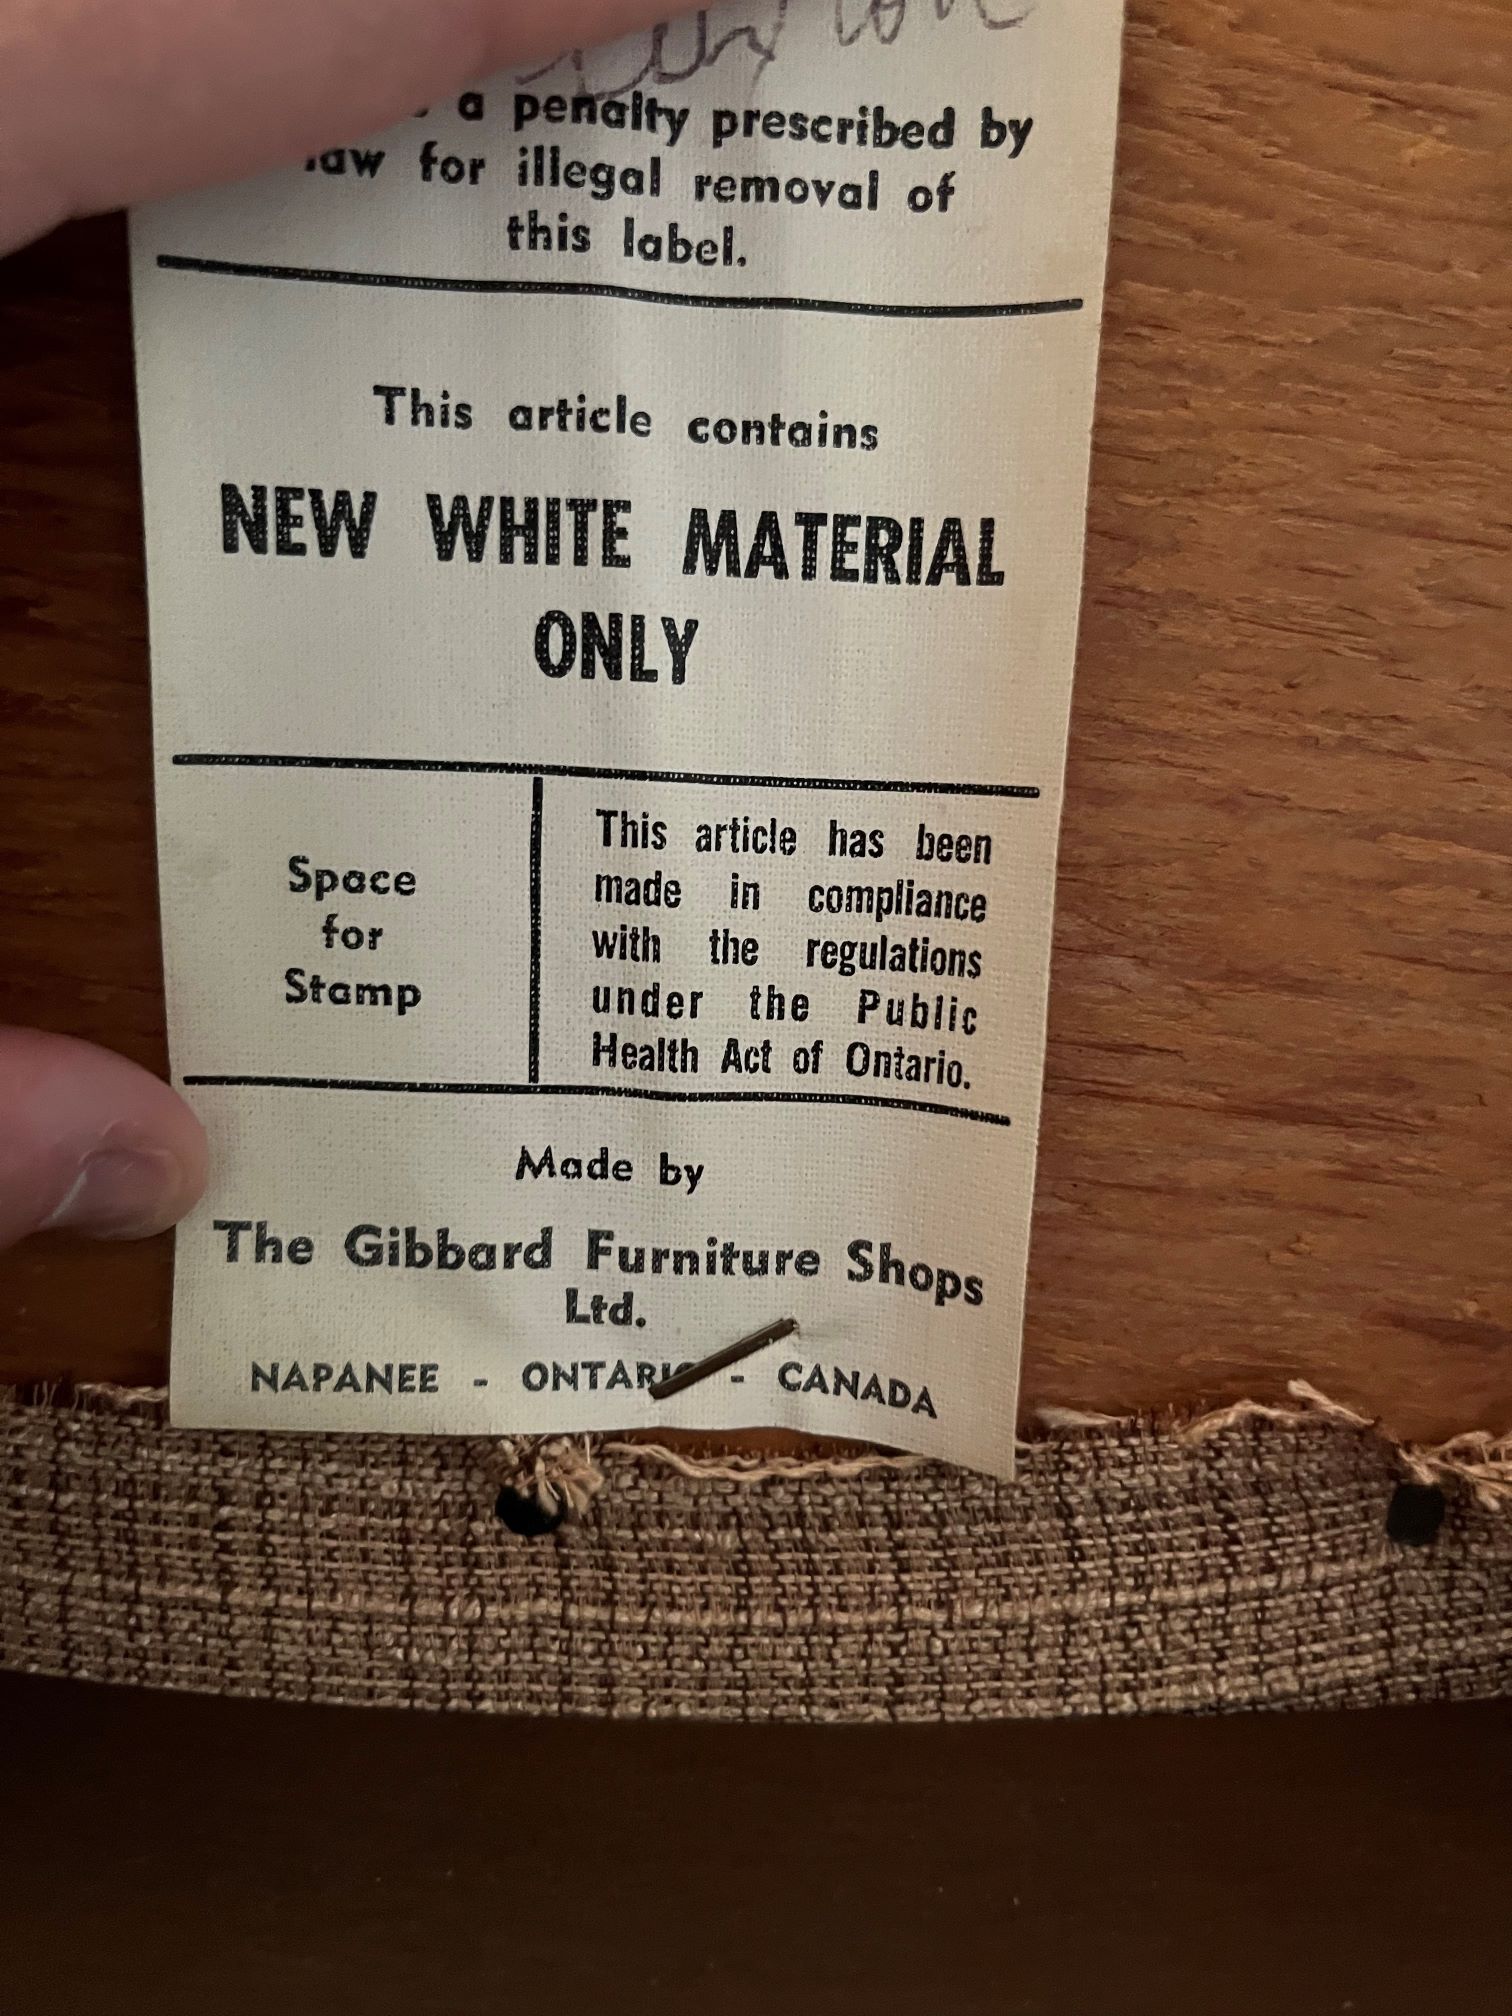 a penalty prescribed by
law for illegal removal of
this label.
This article contains
NEW WHITE MATERIAL
ONLY
Space
for
Stamp
This article has been
made in compliance
with the regulations
under the Public
Health Act of Ontario.
Made by
The Gibbard Furniture Shops
Ltd.
NAPANEE - ONTARIO - CANADA